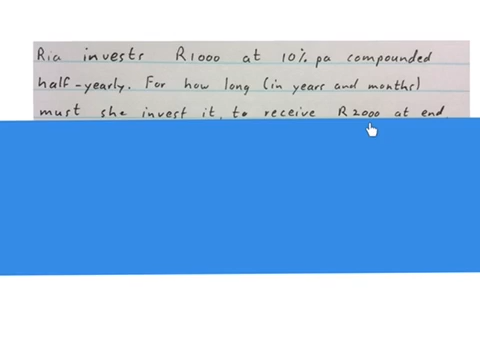 Ria invests R1000 at 10% pa compounded
half-yearly. For how long (in years and months)
must she invest it, to receive R2000 at end.